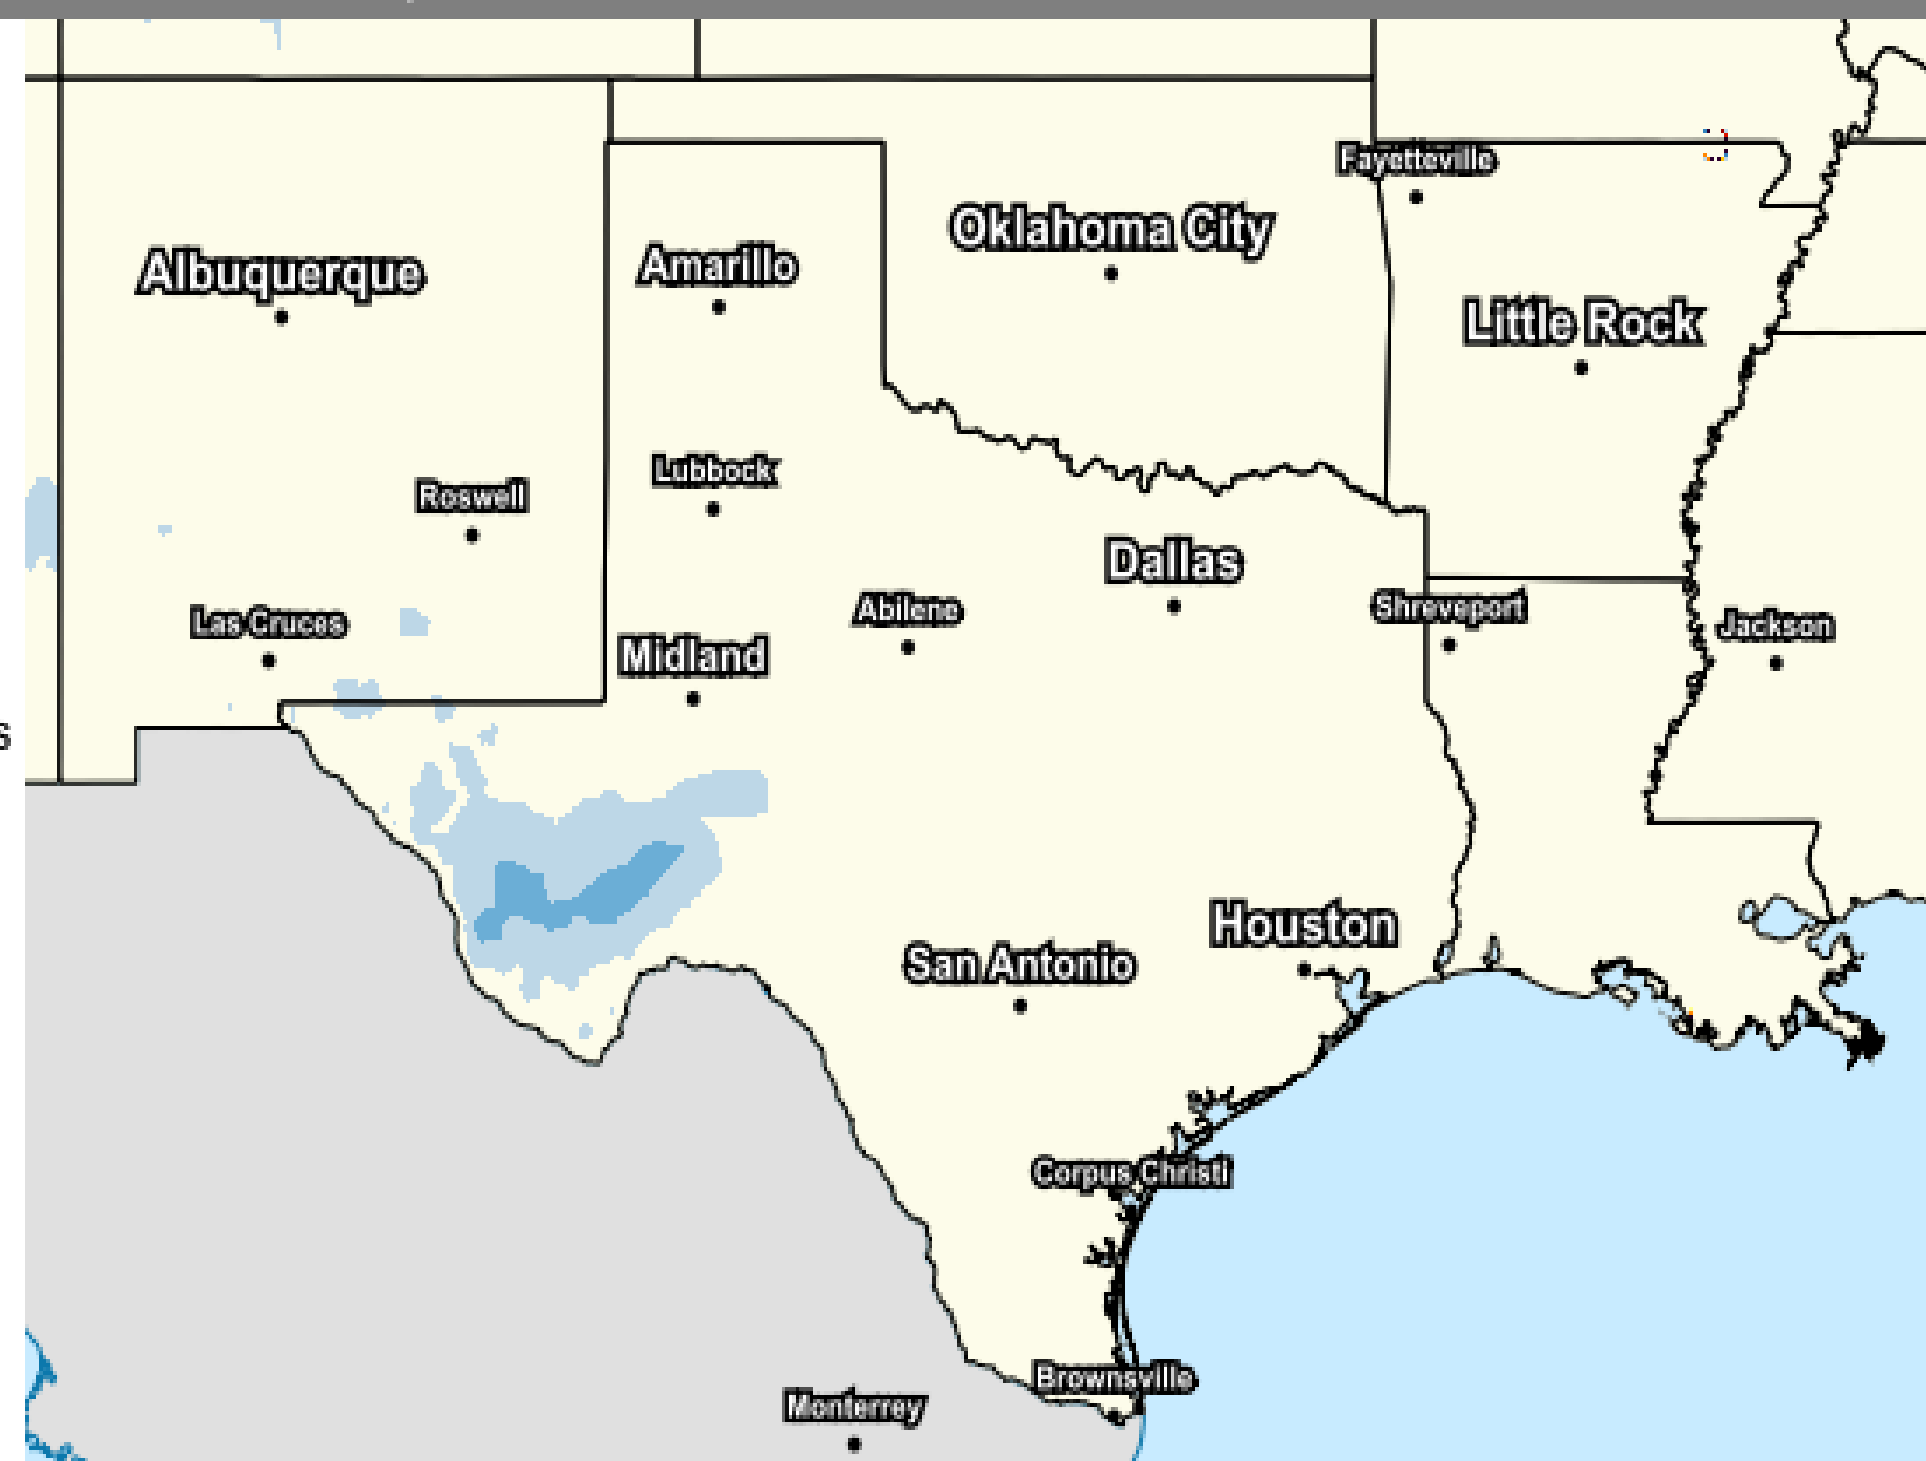 Fayetteville
Oklahoma City
Albuquerque
Amarillo
Little Rock
Lubbock
Roswell
Dallas
Las Cruces
Abilene
Shreveport
Jackson
Midland
s
Houston
San Antonio
Corpus Christi
Brownsville
Monterrey